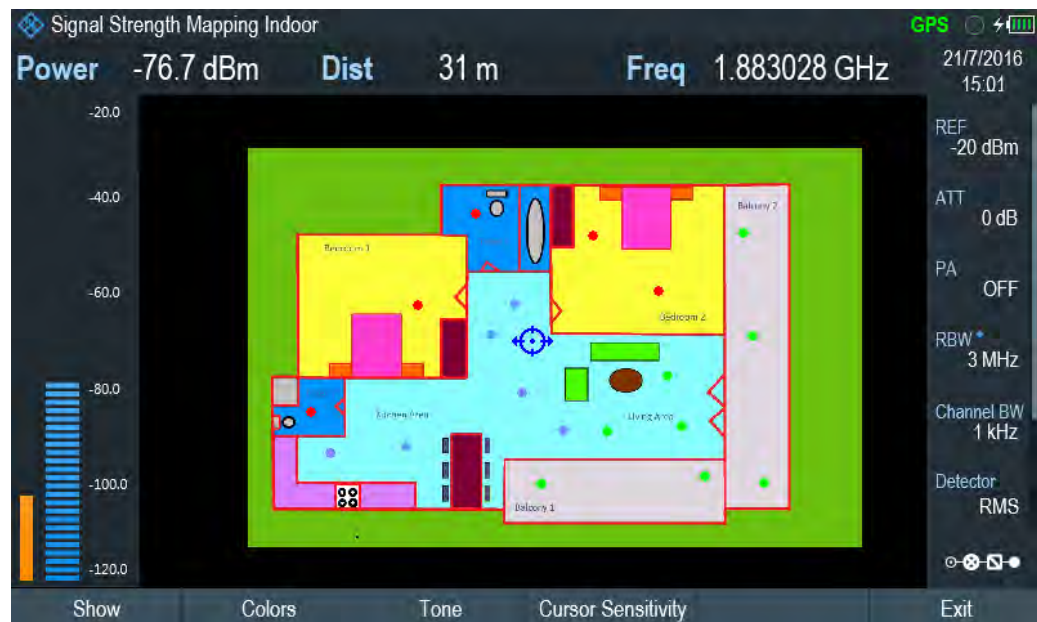 Signal Strength Mapping Indoor
GPS
Power -76.7 dBm Dist 31 m Freq 1.883028 GHz
21/7/2016
15:01
-20.0
-40.0
-60.0
-80.0
-100.0
-120.0
Bedroom 1
Balcony 2
Bedroom 2
Kitchen Area
Living Area
Balcony 1
REF
-20 dBm
ATT
0 dB
PA
OFF
RBW
3 MHz
Channel BW
1 kHz
Detector
RMS
Show Colors Tone Cursor Sensitivity Exit